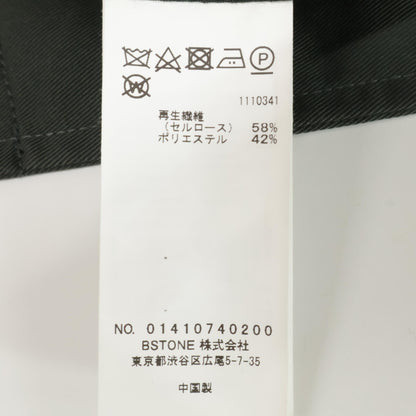 P
W
1110341
再生繊維
(セルロース) 58%
ポリエステル 42%
NO. 01410740200
BSTONE 株式会社
東京都渋谷区広尾5-7-35
中国製